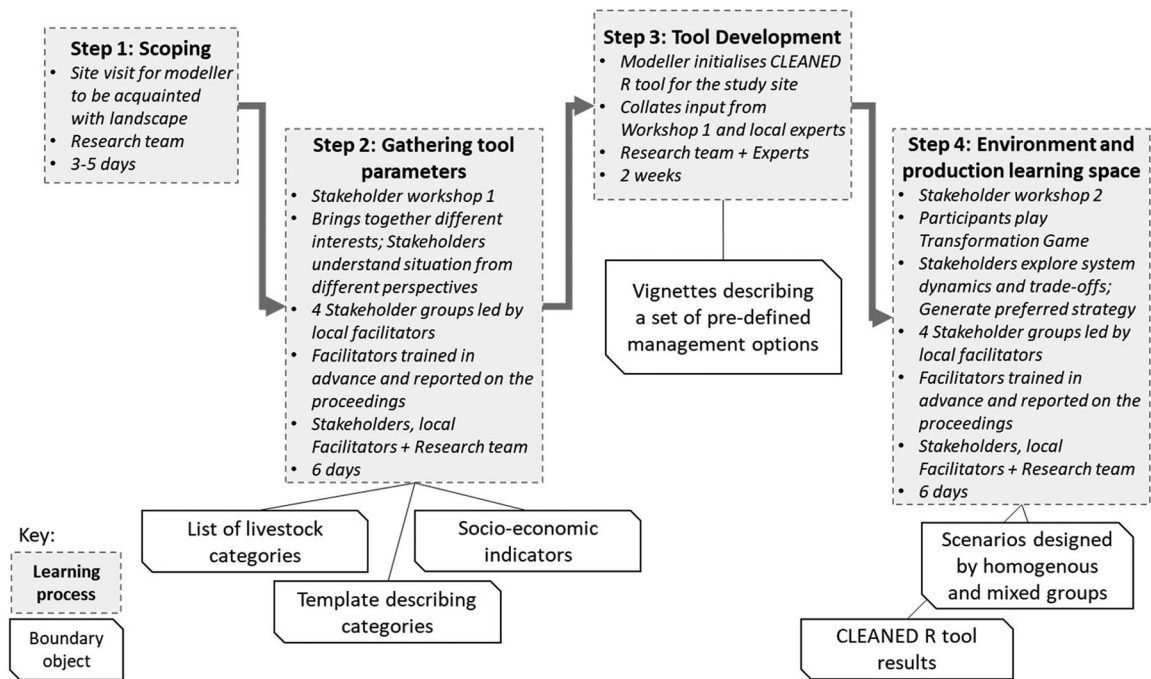 Step 1: Scoping
• Site visit for modeller
to be acquainted
with landscape
• Research team
• 3-5 days
Step 2: Gathering tool
parameters
• Stakeholder workshop 1
• Brings together different
interests; Stakeholders
understand situation from
different perspectives
• 4 Stakeholder groups led by
local facilitators
• Facilitators trained in
advance and reported on the
proceedings
• Stakeholders, local
Facilitators + Research team
• 6 days
List of livestock
categories
Template describing
categories
Socio-economic
indicators
Step 3: Tool Development
• Modeller initialises CLEANED
R tool for the study site
• Collates input from
Workshop 1 and local experts
• Research team + Experts
• 2 weeks
Vignettes describing
a set of pre-defined
management options
Step 4: Environment and
production learning space
• Stakeholder workshop 2
• Participants play
Transformation Game
• Stakeholders explore system
dynamics and trade-offs;
Generate preferred strategy
• 4 Stakeholder groups led by
local facilitators
• Facilitators trained in
advance and reported on the
proceedings
• Stakeholders, local
Facilitators + Research team
• 6 days
Scenarios designed
by homogenous
and mixed groups
CLEANED R tool
results
Key:
Learning
process
Boundary
object